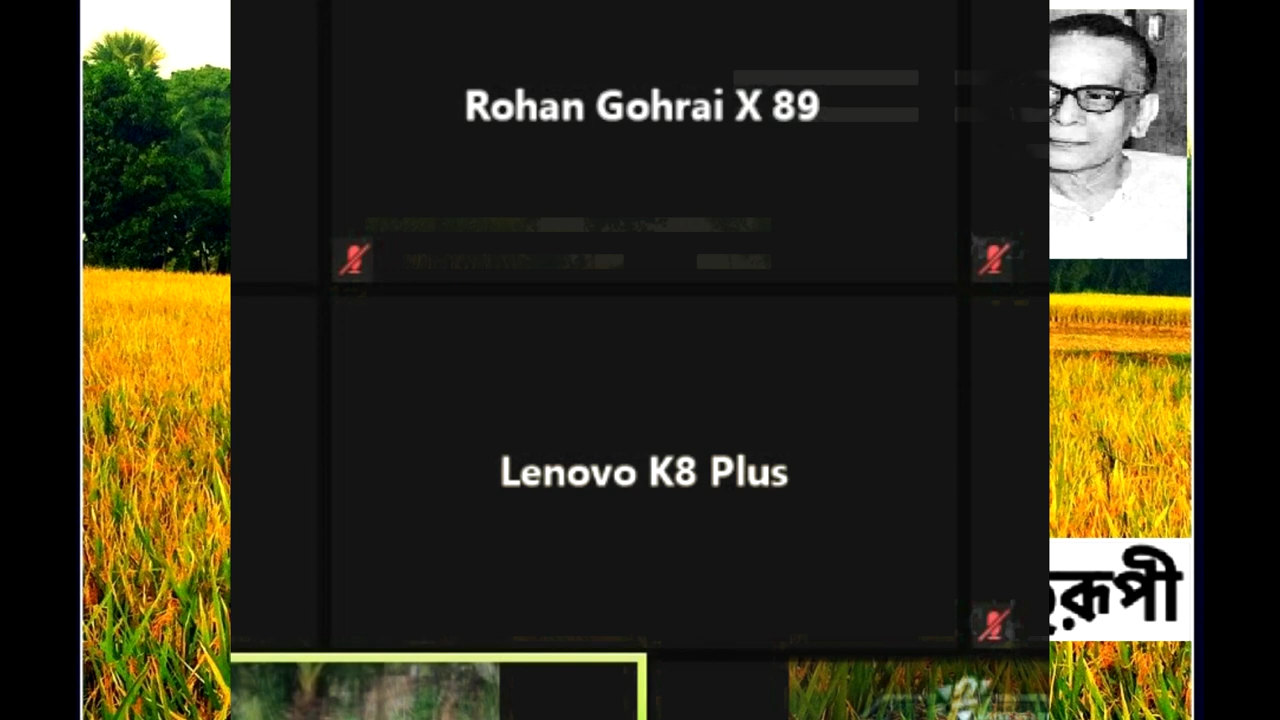 Rohan Gohrai X 89
Lenovo K8 Plus
রূপী